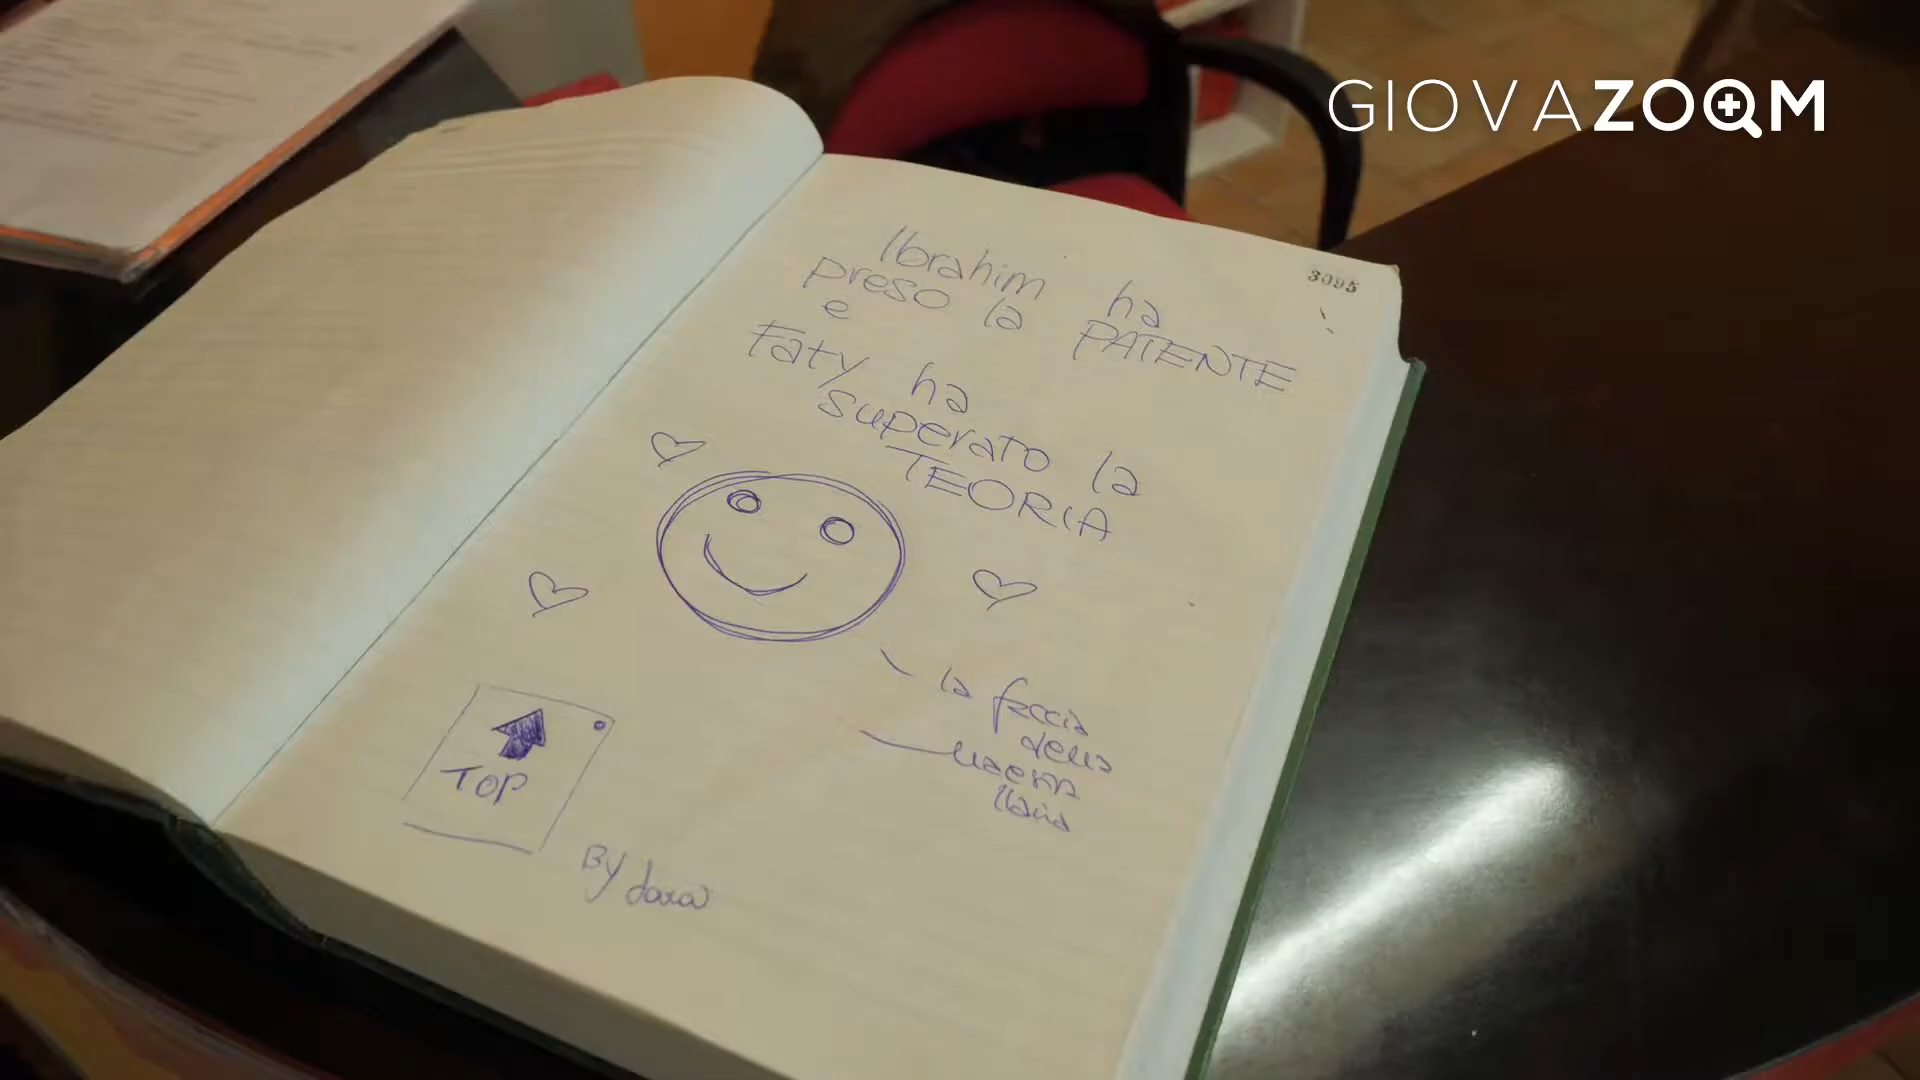 GIOVAZOOM
3095
Ibrahim ha
preso la PATENTE
e
Faty ha
superato la
TEORIA
la faccia
della
TOP
By